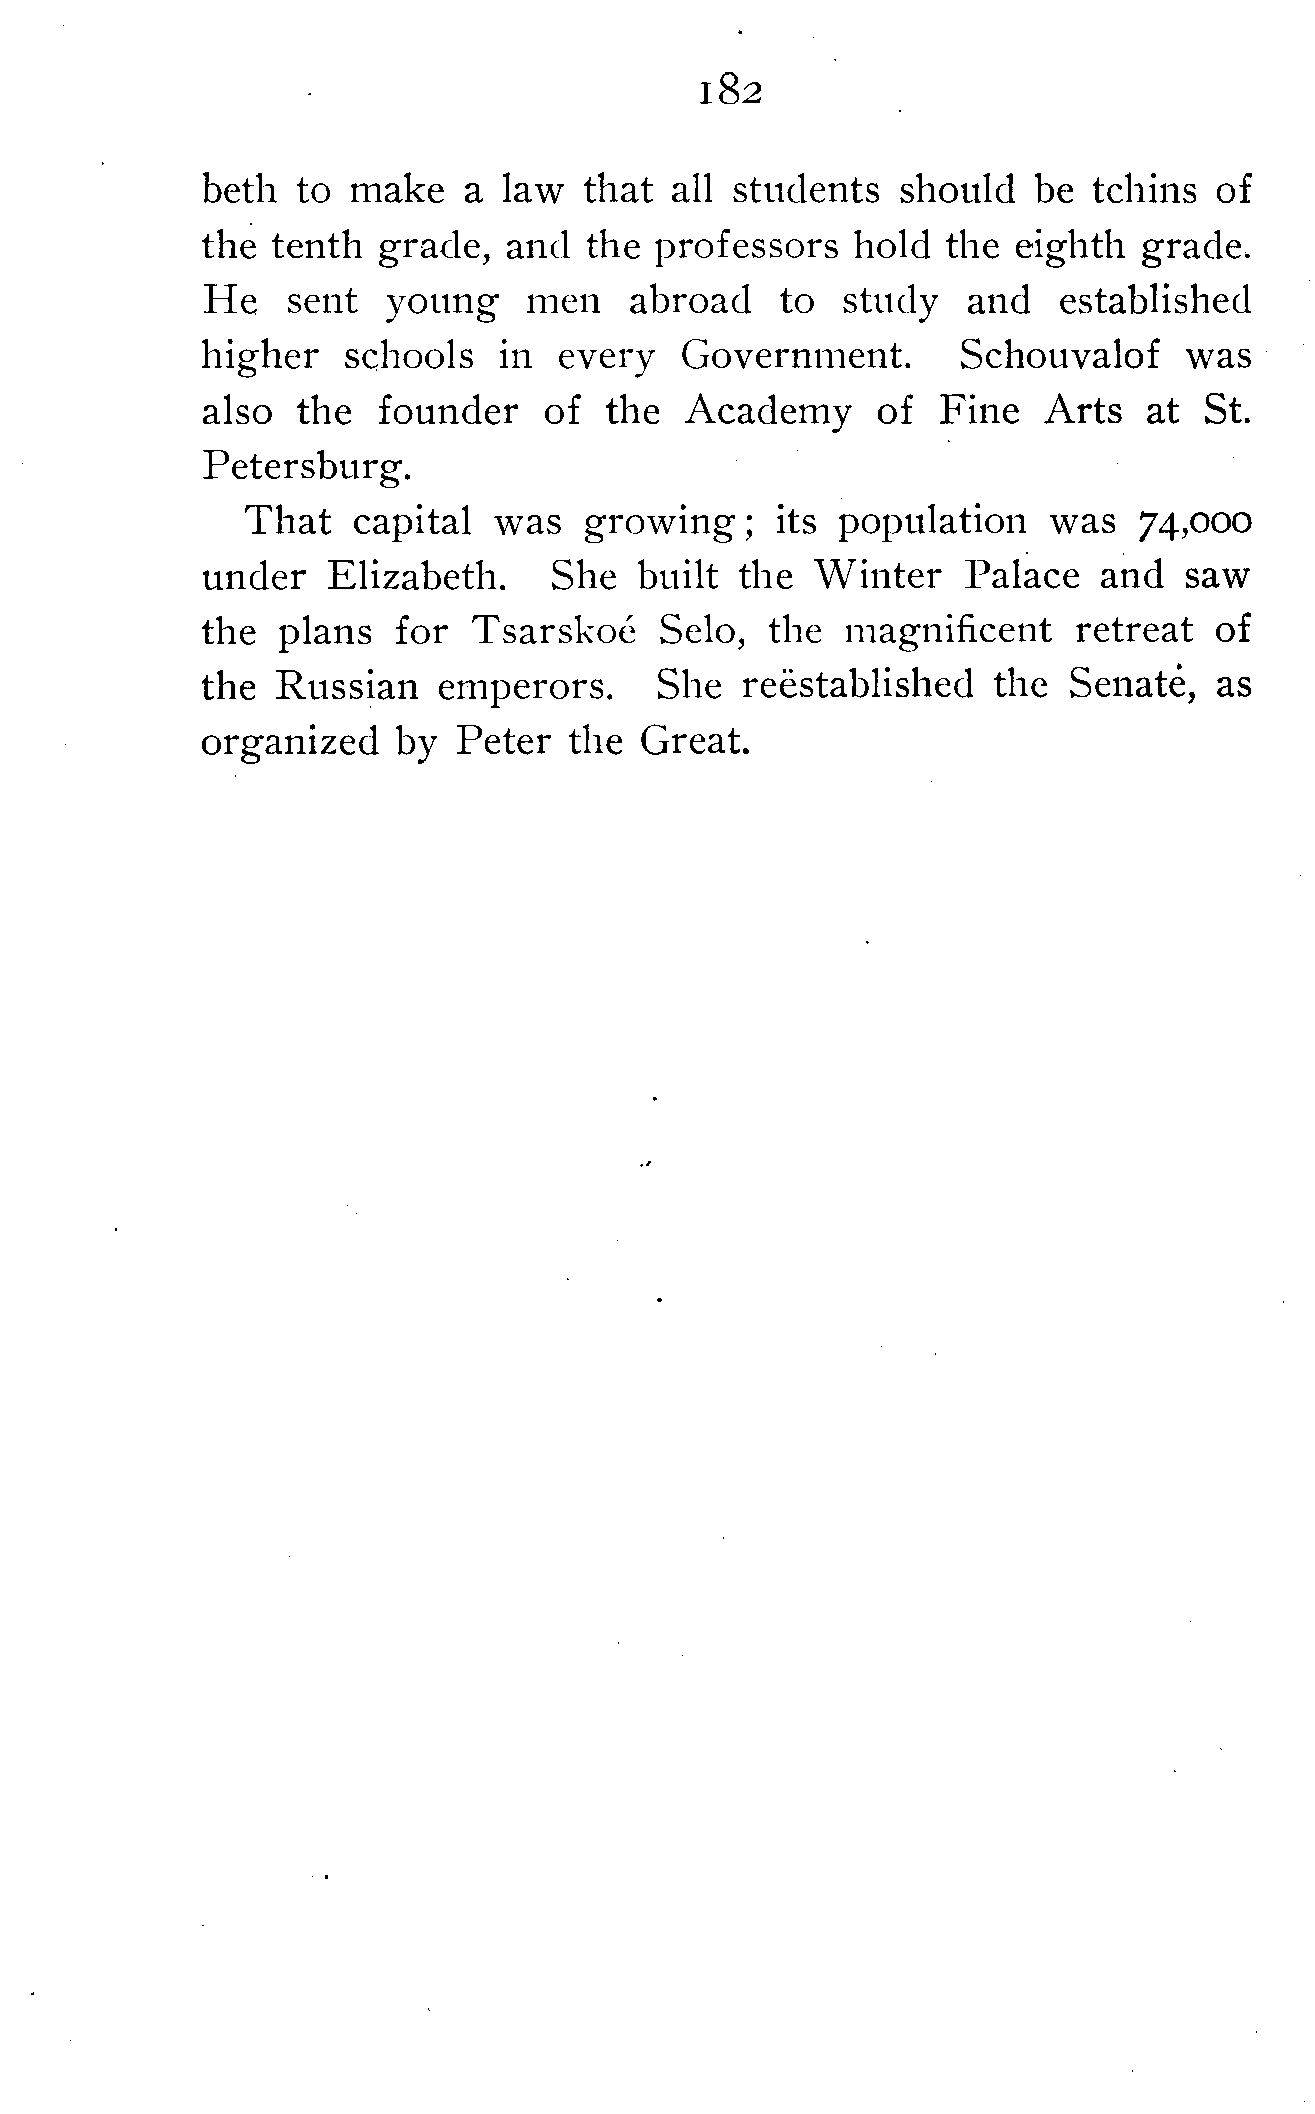 182
beth to make a law that all students should be tchins of
the tenth grade, and the professors hold the eighth grade.
He sent young men abroad to study and established
higher schools in every Government. Schouvalof was
also the founder of the Academy of Fine Arts at St.
Petersburg.
That capital was growing; its population was 74,000
under Elizabeth. She built the Winter Palace and saw
the plans for Tsarskoé Selo, the magnificent retreat of
the Russian emperors. She reëstablished the Senate, as
organized by Peter the Great.